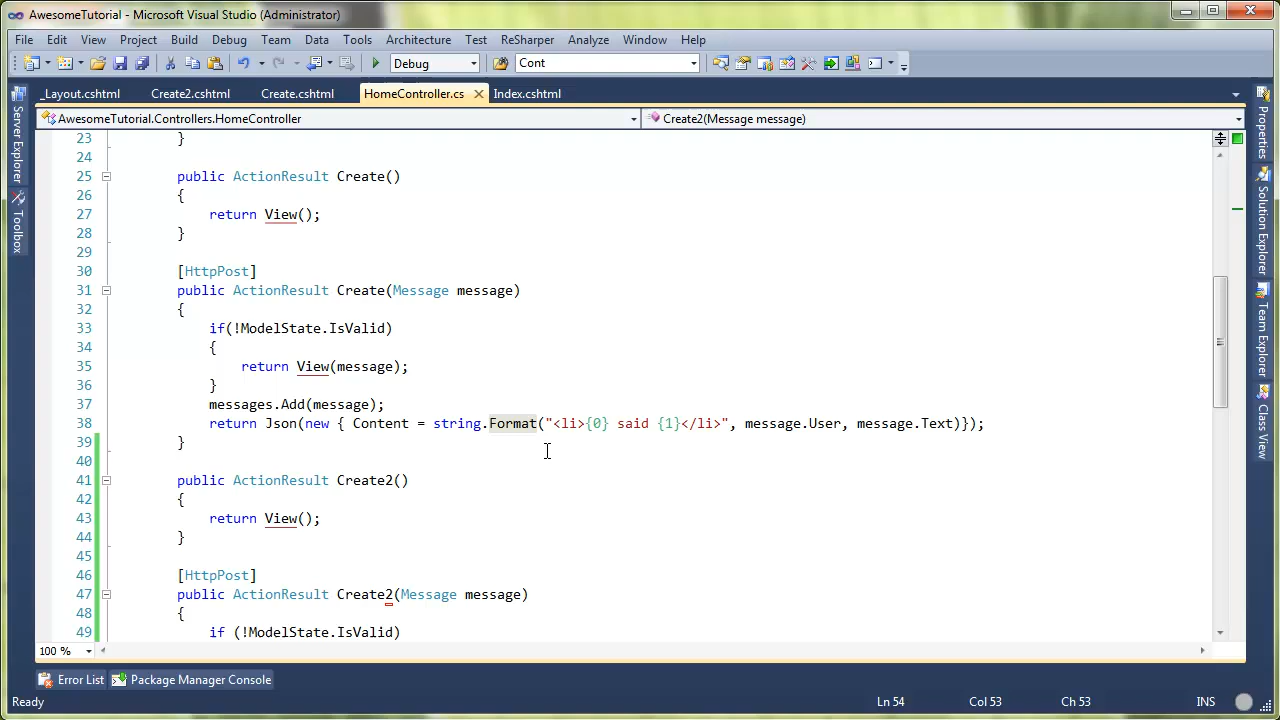 AwesomeTutorial - Microsoft Visual Studio (Administrator)
File Edit View Project Build Debug Team Data Tools Architecture Test ReSharper Analyze Window Help
Debug Cont
_Layout.cshtml Create2.cshtml Create.cshtml HomeController.cs Index.cshtml
AwesomeTutorial.Controllers.HomeController Create2(Message message)
23 }
24
25 public ActionResult Create()
26 {
27 return View();
28 }
29
30 [HttpPost]
31 public ActionResult Create(Message message)
32 {
33 if(!ModelState.IsValid)
34 {
35 return View(message);
36 }
37 messages.Add(message);
38 return Json(new { Content = string.Format("<li>{0} said {1}</li>", message.User, message.Text)});
39 }
40
41 public ActionResult Create2()
42 {
43 return View();
44 }
45
46 [HttpPost]
47 public ActionResult Create2(Message message)
48 {
49 if (!ModelState.IsValid)
100 %
Error List Package Manager Console
Ready Ln 54 Col 53 Ch 53 INS
Server Explorer
Toolbox
Properties
Solution Explorer
Team Explorer
Class View